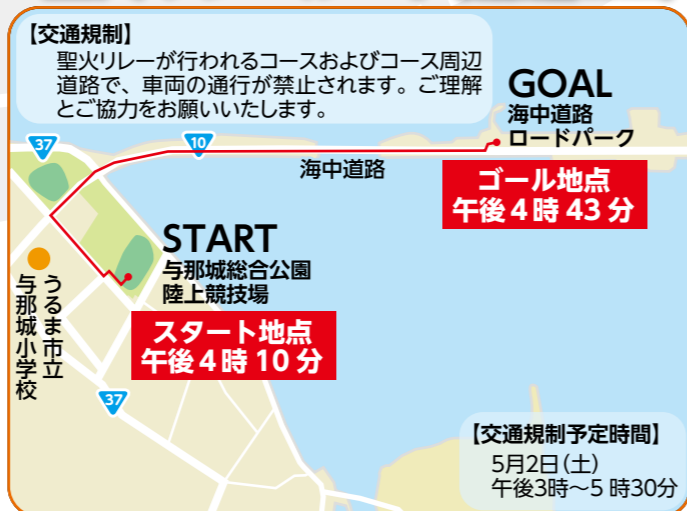 【交通規制】
聖火リレーが行われるコースおよびコース周辺
道路で、車両の通行が禁止されます。ご理解
とご協力をお願いいたします。
GOAL
海中道路
ロードパーク
37
10
海中道路
ゴール地点
午後4時43分
START
与那城総合公園
陸上競技場
スタート地点
午後4時10分
うるま市立
与那城小学校
37
【交通規制予定時間】
5月2日(土)
午後3時～5時30分